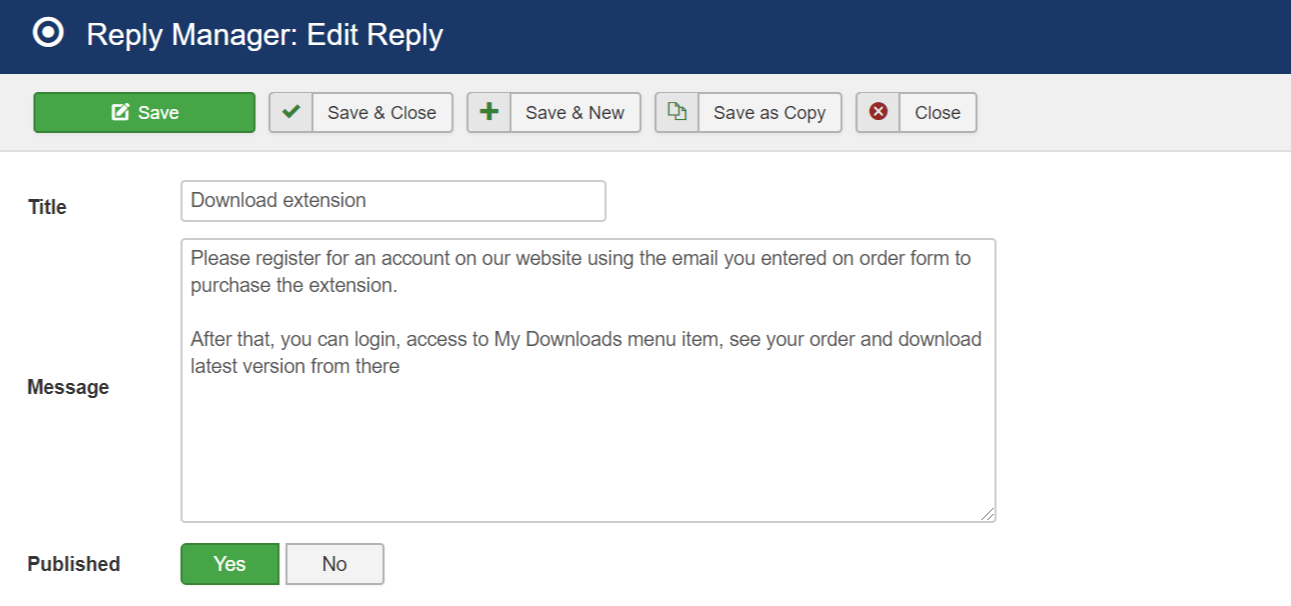 Reply Manager: Edit Reply
Save
Save & Close
Save & New
Save as Copy
Close
Title
Download extension
Message
Please register for an account on our website using the email you entered on order form to
purchase the extension.
After that, you can login, access to My Downloads menu item, see your order and download
latest version from there
Published
Yes
No